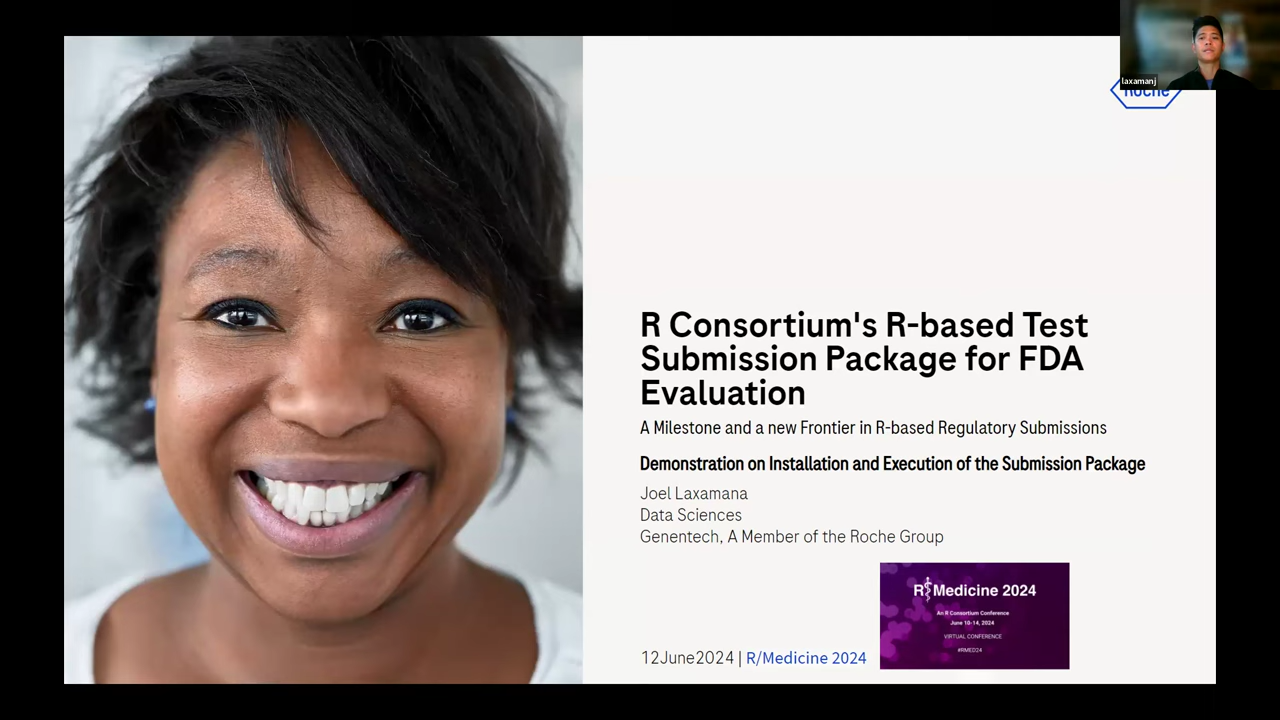 laxamanj
Roche
R Consortium's R-based Test
Submission Package for FDA
Evaluation
A Milestone and a new Frontier in R-based Regulatory Submissions
Demonstration on Installation and Execution of the Submission Package
Joel Laxamana
Data Sciences
Genentech, A Member of the Roche Group
R Medicine 2024
An R Consortium Conference
June 10-14, 2024
VIRTUAL CONFERENCE
#RMED24
12June2024 | R/Medicine 2024